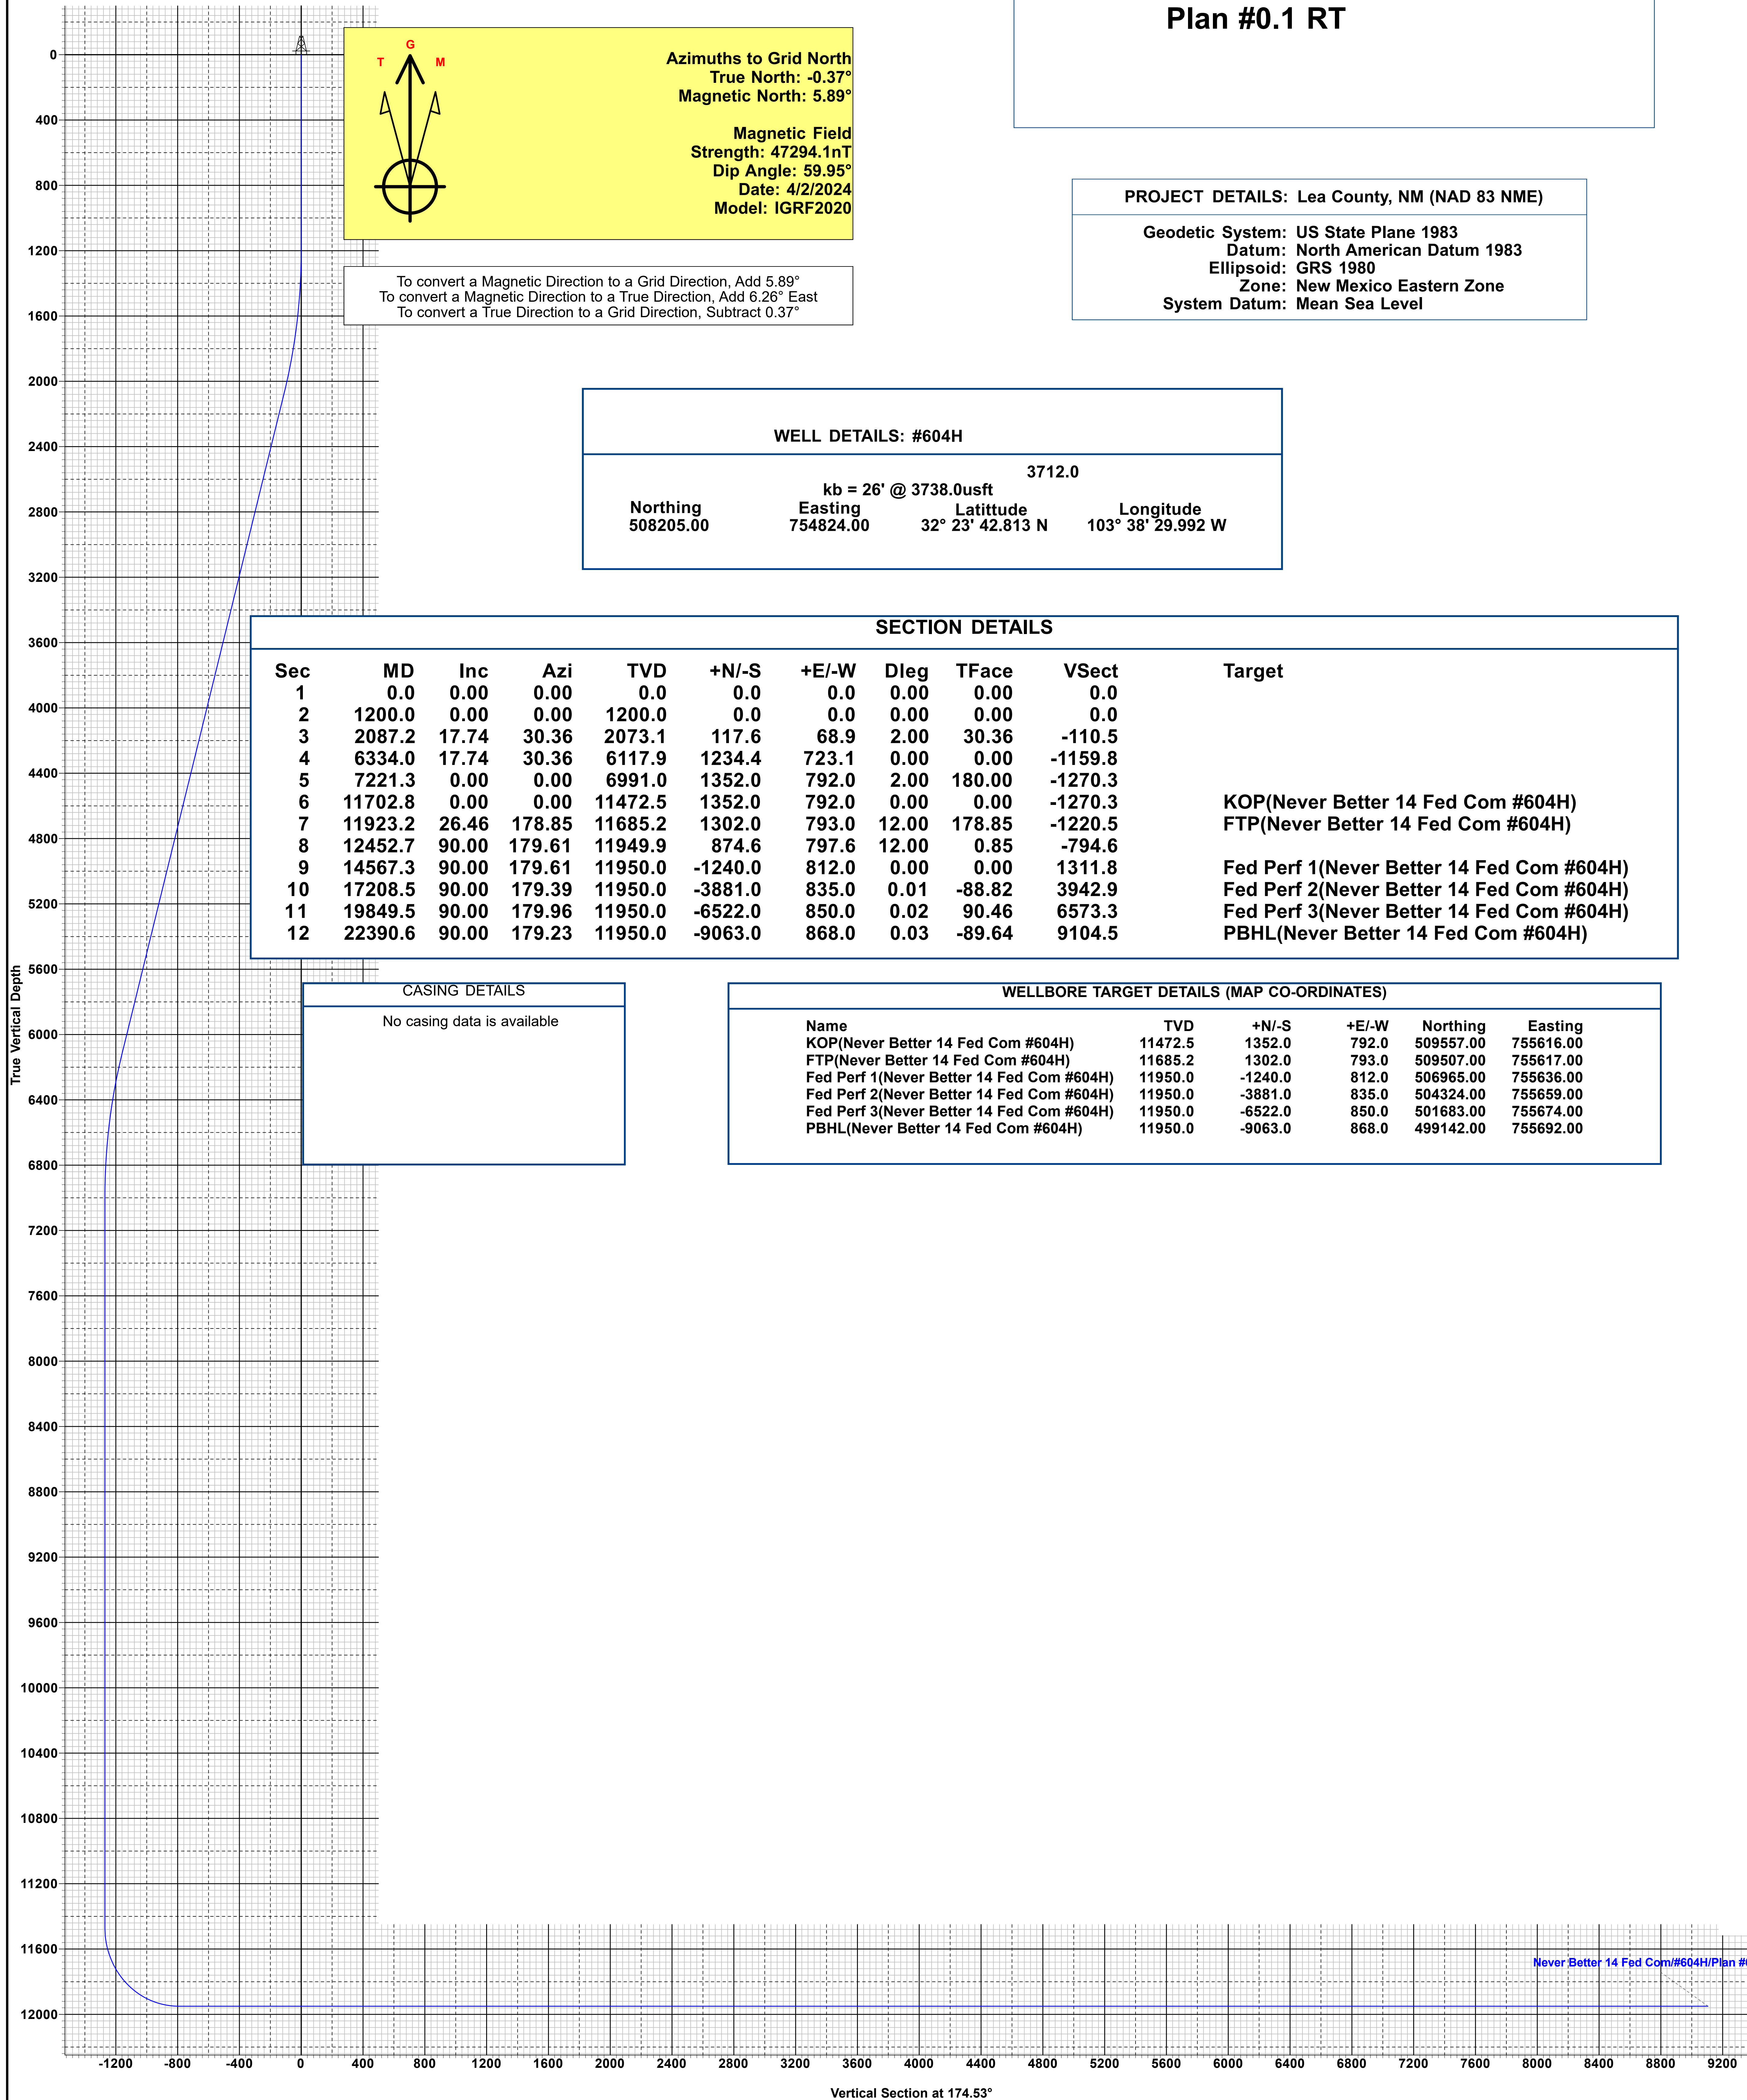 Plan #0.1 RT
G
T M
Azimuths to Grid North
True North: -0.37°
Magnetic North: 5.89°
Magnetic Field
Strength: 47294.1nT
Dip Angle: 59.95°
Date: 4/2/2024
Model: IGRF2020
To convert a Magnetic Direction to a Grid Direction, Add 5.89°
To convert a Magnetic Direction to a True Direction, Add 6.26° East
To convert a True Direction to a Grid Direction, Subtract 0.37°
PROJECT DETAILS: Lea County, NM (NAD 83 NME)
Geodetic System: US State Plane 1983
Datum: North American Datum 1983
Ellipsoid: GRS 1980
Zone: New Mexico Eastern Zone
System Datum: Mean Sea Level
WELL DETAILS: #604H
3712.0
kb = 26' @ 3738.0usft
Northing Easting Latittude Longitude
508205.00 754824.00 32° 23' 42.813 N 103° 38' 29.992 W
SECTION DETAILS
Sec MD Inc Azi TVD +N/-S +E/-W Dleg TFace VSect Target
1 0.0 0.00 0.00 0.0 0.0 0.0 0.00 0.00 0.0
2 1200.0 0.00 0.00 1200.0 0.0 0.0 0.00 0.00 0.0
3 2087.2 17.74 30.36 2073.1 117.6 68.9 2.00 30.36 -110.5
4 6334.0 17.74 30.36 6117.9 1234.4 723.1 0.00 0.00 -1159.8
5 7221.3 0.00 0.00 6991.0 1352.0 792.0 2.00 180.00 -1270.3
6 11702.8 0.00 0.00 11472.5 1352.0 792.0 0.00 0.00 -1270.3 KOP(Never Better 14 Fed Com #604H)
7 11923.2 26.46 178.85 11685.2 1302.0 793.0 12.00 178.85 -1220.5 FTP(Never Better 14 Fed Com #604H)
8 12452.7 90.00 179.61 11949.9 874.6 797.6 12.00 0.85 -794.6
9 14567.3 90.00 179.61 11950.0 -1240.0 812.0 0.00 0.00 1311.8 Fed Perf 1(Never Better 14 Fed Com #604H)
10 17208.5 90.00 179.39 11950.0 -3881.0 835.0 0.01 -88.82 3942.9 Fed Perf 2(Never Better 14 Fed Com #604H)
11 19849.5 90.00 179.96 11950.0 -6522.0 850.0 0.02 90.46 6573.3 Fed Perf 3(Never Better 14 Fed Com #604H)
12 22390.6 90.00 179.23 11950.0 -9063.0 868.0 0.03 -89.64 9104.5 PBHL(Never Better 14 Fed Com #604H)
CASING DETAILS
No casing data is available
WELLBORE TARGET DETAILS (MAP CO-ORDINATES)
Name TVD +N/-S +E/-W Northing Easting
KOP(Never Better 14 Fed Com #604H) 11472.5 1352.0 792.0 509557.00 755616.00
FTP(Never Better 14 Fed Com #604H) 11685.2 1302.0 793.0 509507.00 755617.00
Fed Perf 1(Never Better 14 Fed Com #604H) 11950.0 -1240.0 812.0 506965.00 755636.00
Fed Perf 2(Never Better 14 Fed Com #604H) 11950.0 -3881.0 835.0 504324.00 755659.00
Fed Perf 3(Never Better 14 Fed Com #604H) 11950.0 -6522.0 850.0 501683.00 755674.00
PBHL(Never Better 14 Fed Com #604H) 11950.0 -9063.0 868.0 499142.00 755692.00
True Vertical Depth
0
400
800
1200
1600
2000
2400
2800
3200
3600
4000
4400
4800
5200
5600
6000
6400
6800
7200
7600
8000
8400
8800
9200
9600
10000
10400
10800
11200
11600
12000
Never Better 14 Fed Com/#604H/Plan #
-1200 -800 -400 0 400 800 1200 1600 2000 2400 2800 3200 3600 4000 4400 4800 5200 5600 6000 6400 6800 7200 7600 8000 8400 8800 9200
Vertical Section at 174.53°